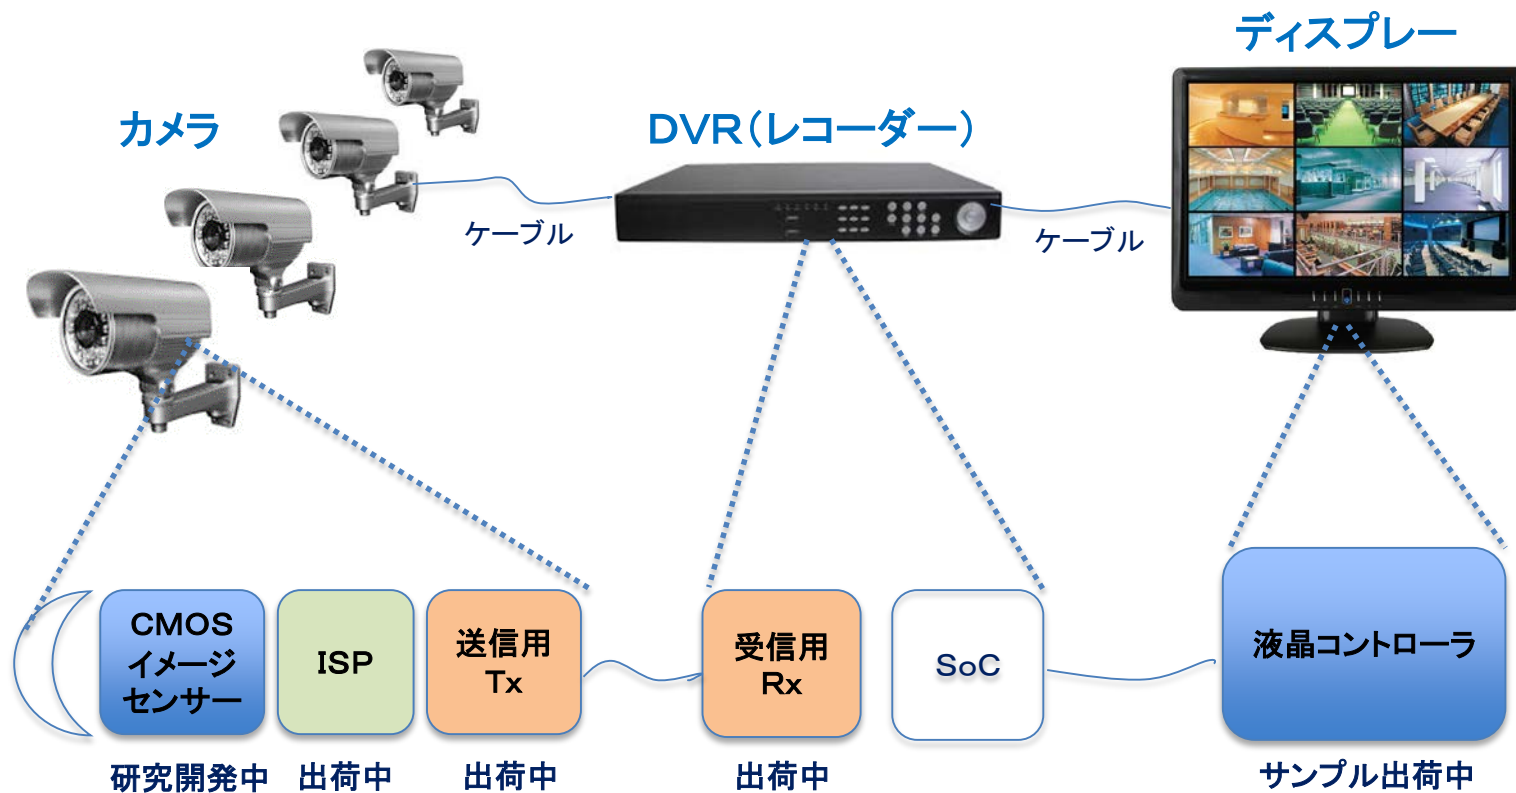 ディスプレー
カメラ
DVR(レコーダー)
ケーブル
ケーブル
CMOS
イメージ
センサー
ISP
送信用
Tx
受信用
Rx
SoC
液晶コントローラ
研究開発中
出荷中
出荷中
出荷中
サンプル出荷中